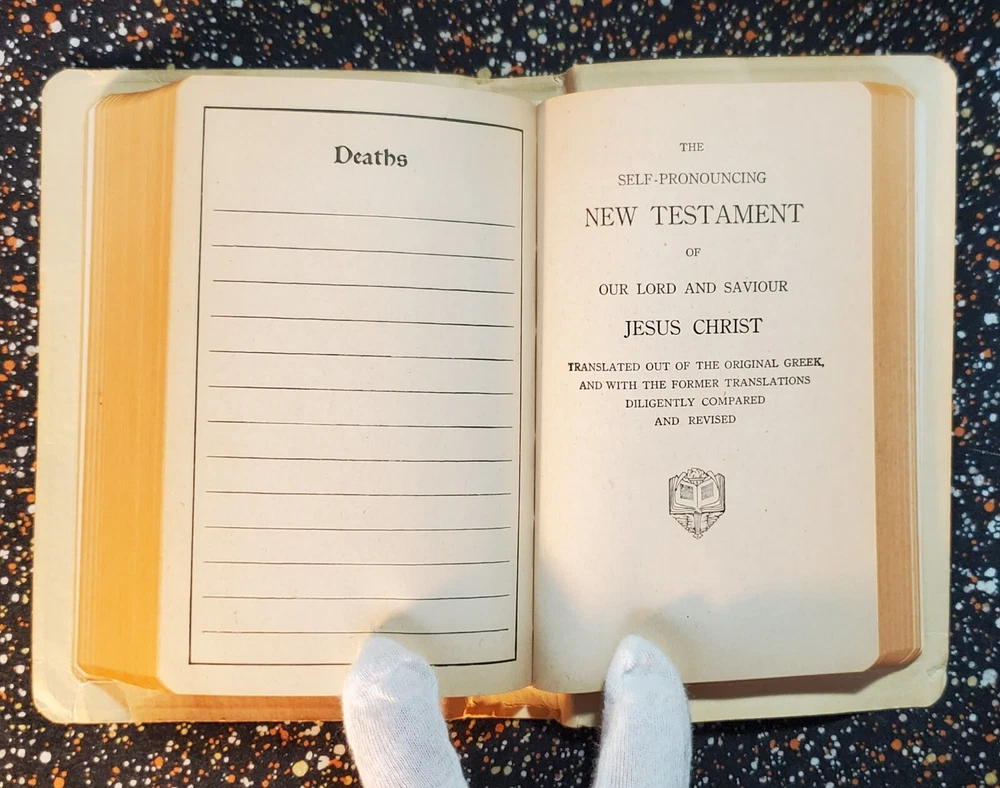 Deaths
THE
SELF-PRONOUNCING
NEW TESTAMENT
OF
OUR LORD AND SAVIOUR
JESUS CHRIST
TRANSLATED OUT OF THE ORIGINAL GREEK,
AND WITH THE FORMER TRANSLATIONS
DILIGENTLY COMPARED
AND REVISED